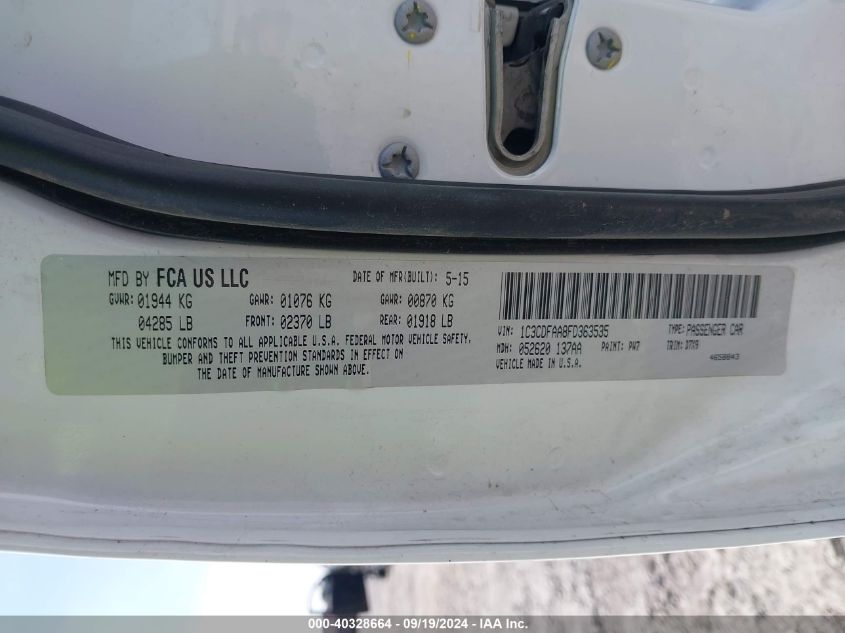 MFD BY FCA US LLC DATE OF MFR(BUILT): 5-15
GVWR: 01944 KG GAWR: 01076 KG GAWR: 00870 KG
04285 LB FRONT: 02370 LB REAR: 01918 LB
THIS VEHICLE CONFORMS TO ALL APPLICABLE U.S.A. FEDERAL MOTOR VEHICLE SAFETY,
BUMPER AND THEFT PREVENTION STANDARDS IN EFFECT ON
THE DATE OF MANUFACTURE SHOWN ABOVE.
VIN: 1C3CDFAA8FD363535 TYPE: PASSENGER CAR
MDH: 052620 137AA PAINT: PW7 TRIM: D7X9
VEHICLE MADE IN U.S.A. 4650843
000-40328664 - 09/19/2024 - IAA Inc.